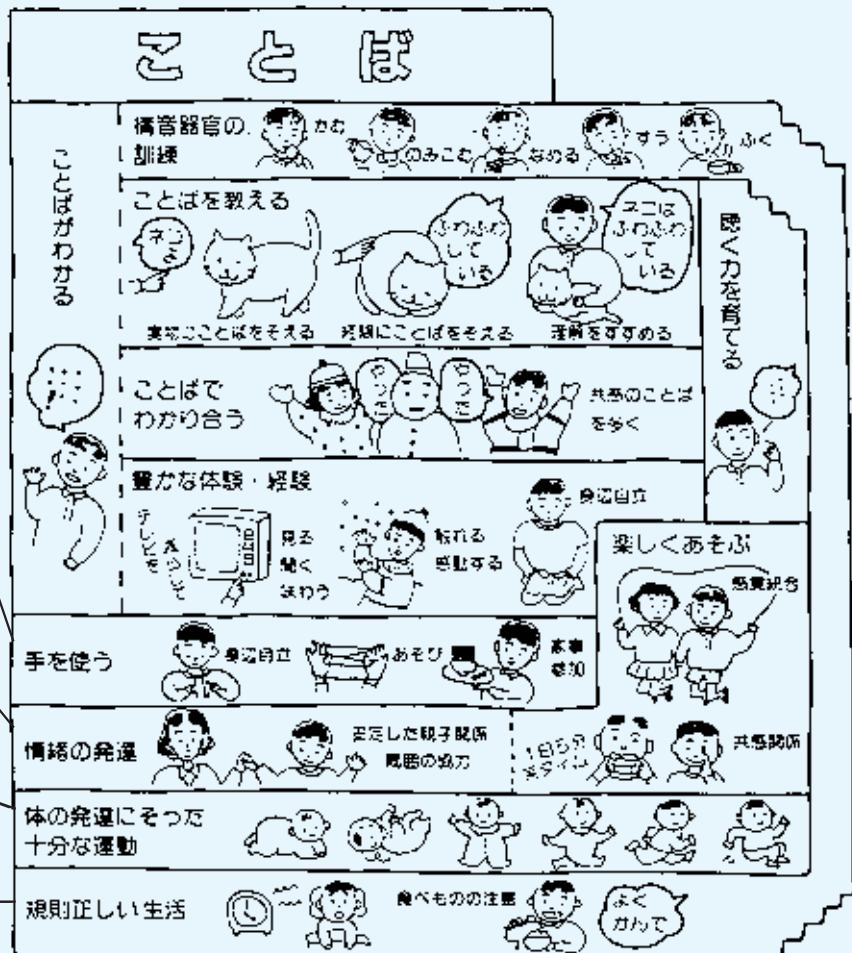 ことば
ことばがわかる
構音器官の
訓練
かむ
のみこむ
なめる
すう
ふく
ことばを教える
ネコよ
ふわふわ
して
いる
ネコは
ふわふわ
して
いる
実物にことばをそえる
経験にことばをそえる
理解をすすめる
聴く力を育てる
ことばで
わかり合う
やった
やった
共感のことば
を多く
豊かな体験・経験
テレビを
見る
聞く
味わう
触れる
感動する
身辺自立
楽しくあそぶ
感覚統合
手を使う
身辺自立
あそび
家事
参加
情緒の発達
安定した親子関係
周囲の協力
1日5分
共感関係
体の発達にそった
十分な運動
規則正しい生活
食べものの注意
よく
かんで